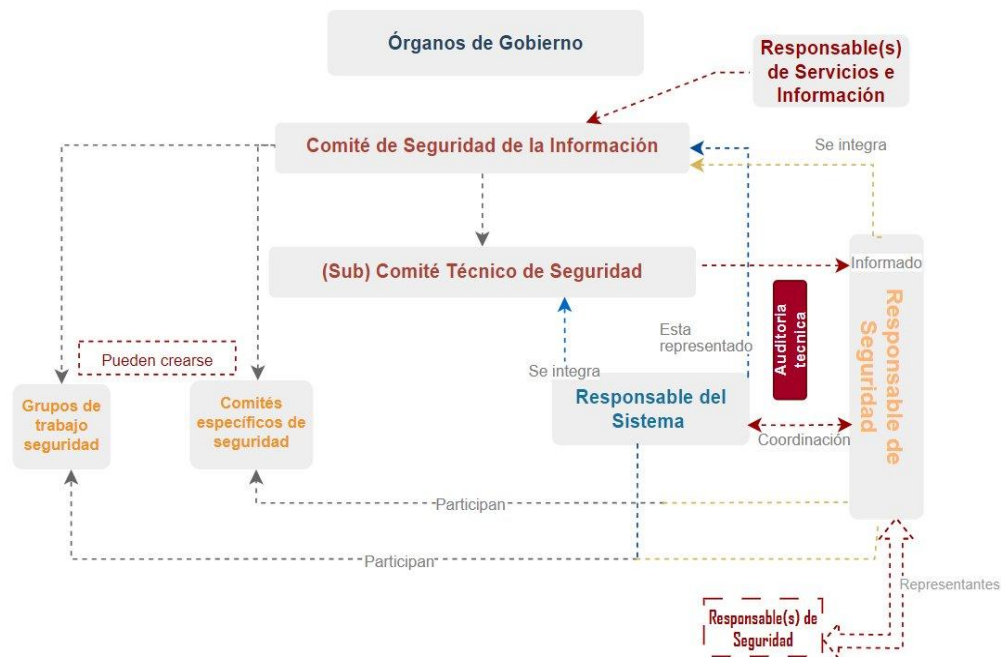 Órganos de Gobierno
Responsable(s)
de Servicios e
Información
Comité de Seguridad de la Información
Se integra
(Sub) Comité Técnico de Seguridad
Informado
Responsable de
Seguridad
Auditoria
tecnica
Esta
representado
Pueden crearse
Se integra
Grupos de
trabajo
seguridad
Comités
específicos de
seguridad
Responsable del
Sistema
Coordinación
Participan
Participan
Representantes
Responsable(s) de
Seguridad